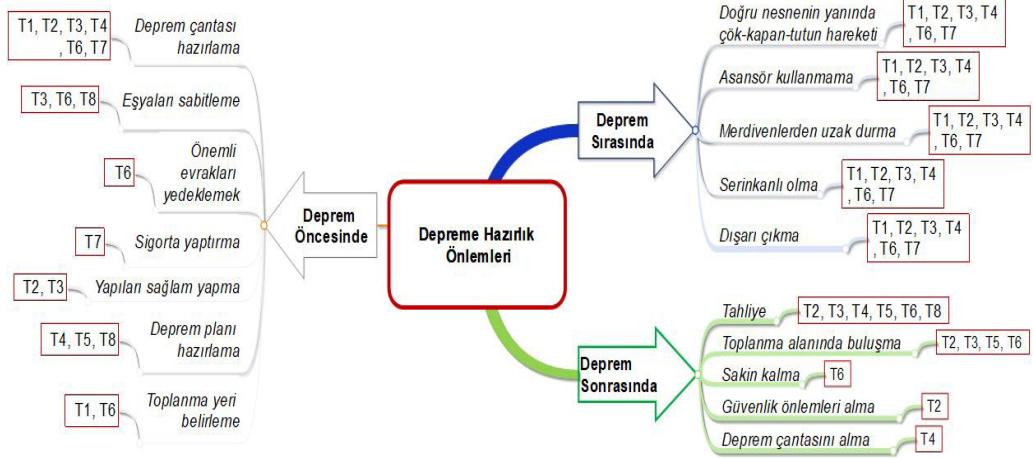 Depreme Hazırlık
Önlemleri
Deprem
Öncesinde
T1, T2, T3, T4
, T6, T7
Deprem çantası
hazırlama
T3, T6, T8
Eşyaları sabitleme
T6
Önemli
evrakları
yedeklemek
T7
Sigorta yaptırma
T2, T3
Yapıları sağlam yapma
T4, T5, T8
Deprem planı
hazırlama
T1, T6
Toplanma yeri
belirleme
Deprem
Sırasında
Doğru nesnenin yanında
çök-kapan-tutun hareketi
T1, T2, T3, T4
, T6, T7
Asansör kullanmama
T1, T2, T3, T4
, T6, T7
Merdivenlerden uzak durma
T1, T2, T3, T4
, T6, T7
Serinkanlı olma
T1, T2, T3, T4
, T6, T7
Dışarı çıkma
T1, T2, T3, T4
, T6, T7
Deprem
Sonrasında
Tahliye
T2, T3, T4, T5, T6, T8
Toplanma alanında buluşma
T2, T3, T5, T6
Sakin kalma
T6
Güvenlik önlemleri alma
T2
Deprem çantasını alma
T4